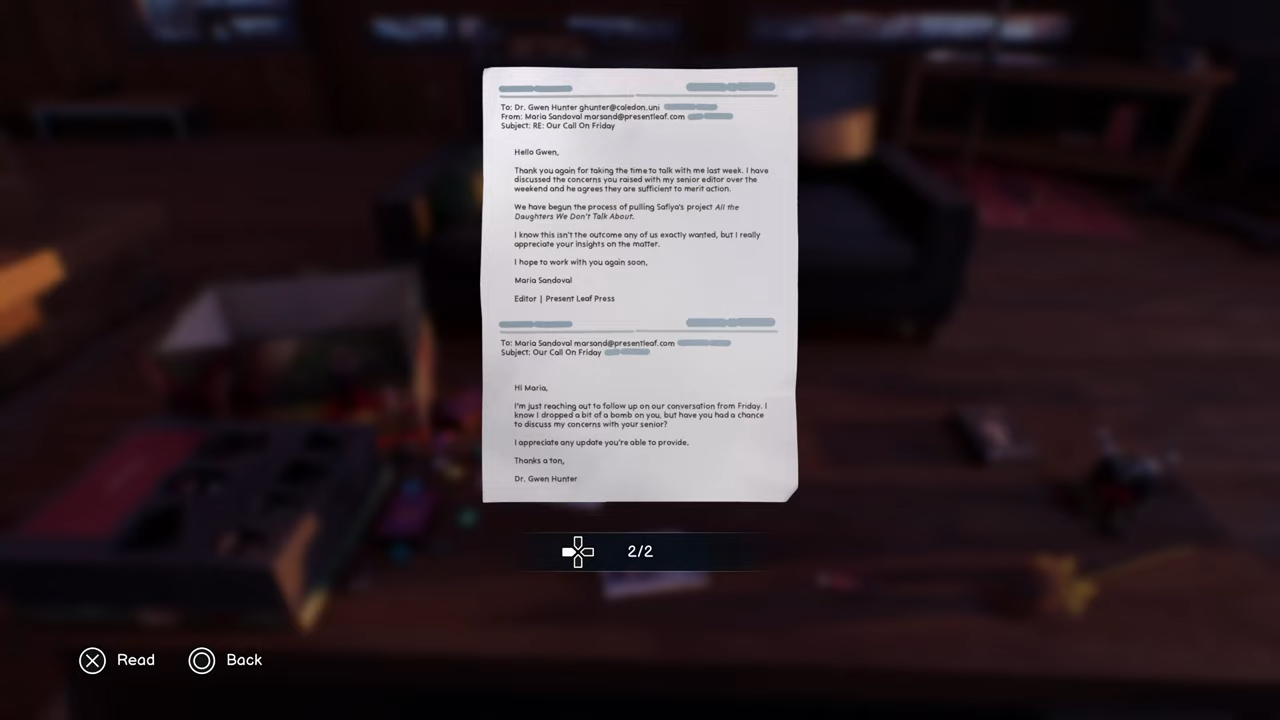 To: Dr. Gwen Hunter ghunter@caledon.uni
From: Maria Sandoval marsand@presentleaf.com
Subject: RE: Our Call On Friday
Hello Gwen,
Thank you again for taking the time to talk with me last week. I have
discussed the concerns you raised with my senior editor over the
weekend and he agrees they are sufficient to merit action.
We have begun the process of pulling Safiya's project All the
Daughters We Don't Talk About.
I know this isn't the outcome any of us exactly wanted, but I really
appreciate your insights on the matter.
I hope to work with you again soon,
Maria Sandoval
Editor | Present Leaf Press
To: Maria Sandoval marsand@presentleaf.com
Subject: Our Call On Friday
Hi Maria,
I'm just reaching out to follow up on our conversation from Friday. I
know I dropped a bit of a bomb on you, but have you had a chance
to discuss my concerns with your senior?
I appreciate any update you're able to provide.
Thanks a ton,
Dr. Gwen Hunter
2/2
Read
Back